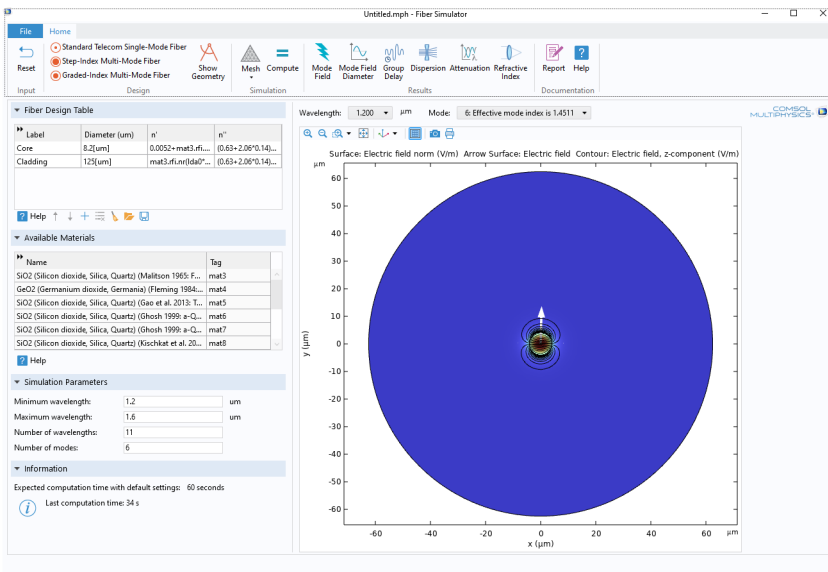 Untitled.mph - Fiber Simulator
File Home
Reset
Standard Telecom Single-Mode Fiber
Step-Index Multi-Mode Fiber
Graded-Index Multi-Mode Fiber
Show Geometry
Mesh
Compute
Mode Field
Mode Field Diameter
Group Delay
Dispersion
Attenuation
Refractive Index
Report
Help
Input Design Simulation Results Documentation
Fiber Design Table
Label Diameter (um) n' n''
Core 8.2[um] 0.0052+mat3.rfi.... (0.63+2.06*0.14)...
Cladding 125[um] mat3.rfi.nr(lda0*... (0.63+2.06*0.14)...
Help
Available Materials
Name Tag
SiO2 (Silicon dioxide, Silica, Quartz) (Malitson 1965: F... mat3
GeO2 (Germanium dioxide, Germania) (Fleming 1984:... mat4
SiO2 (Silicon dioxide, Silica, Quartz) (Gao et al. 2013: T... mat5
SiO2 (Silicon dioxide, Silica, Quartz) (Ghosh 1999: a-Q... mat6
SiO2 (Silicon dioxide, Silica, Quartz) (Ghosh 1999: a-Q... mat7
SiO2 (Silicon dioxide, Silica, Quartz) (Kischkat et al. 20... mat8
Help
Simulation Parameters
Minimum wavelength: 1.2 um
Maximum wavelength: 1.6 um
Number of wavelengths: 11
Number of modes: 6
Information
Expected computation time with default settings: 60 seconds
Last computation time: 34 s
Wavelength: 1.200 μm Mode: 6: Effective mode index is 1.4511
COMSOL
MULTIPHYSICS®
Surface: Electric field norm (V/m) Arrow Surface: Electric field Contour: Electric field, z-component (V/m)
μm
60
50
40
30
20
10
0
-10
-20
-30
-40
-50
-60
y (μm)
-60 -40 -20 0 20 40 60 μm
x (μm)